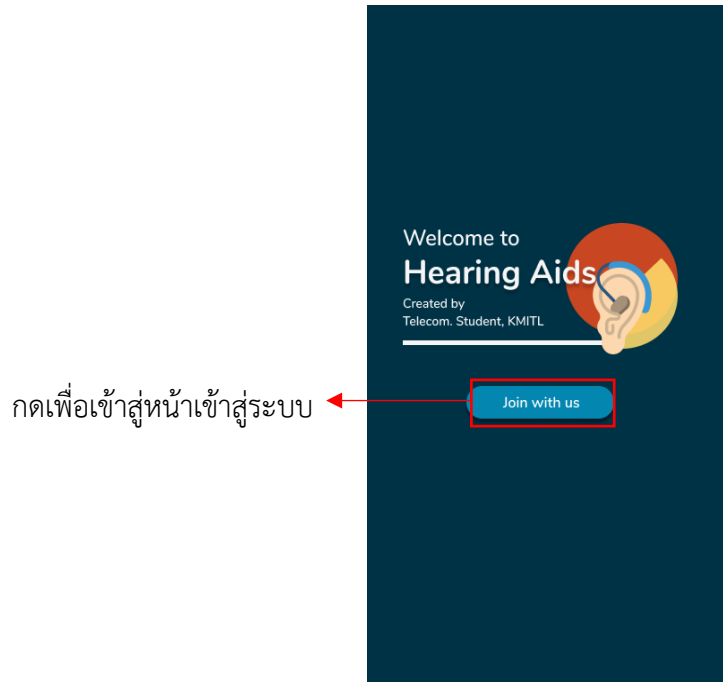 Welcome to
Hearing Aids
Created by
Telecom. Student, KMITL
กดเพื่อเข้าสู่หน้าเข้าสู่ระบบ
Join with us